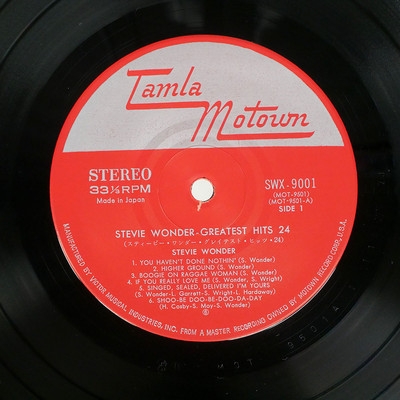 Tamla
Motown
STEREO
33⅓RPM
Made in Japan
SWX-9001
(MOT-9501)
(MOT-9501-A)
SIDE 1
STEVIE WONDER-GREATEST HITS 24
(スティービー・ワンダー・グレイテスト・ヒッツ・24)
STEVIE WONDER
1. YOU HAVEN'T DONE NOTHIN' (S. Wonder)
2. HIGHER GROUND (S. Wonder)
3. BOOGIE ON RAGGAE WOMAN (S. Wonder)
4. IF YOU REALLY LOVE ME (S. Wonder, S. Wright)
5. SINGED, SEALED, DELIVERED I'M YOURS
(S. Wonder-L. Garrett-S. Wright-L. Hardaway)
6. SHOO-BE DOO-BE-DOO-DA-DAY
(H. Cosby-S. May-S. Wonder)
Ⓟ
MANUFACTURED BY VICTOR MUSICAL INDUSTRIES, INC. FROM A MASTER RECORDING OWNED BY MOTOWN RECORD CORP. U.S.A.